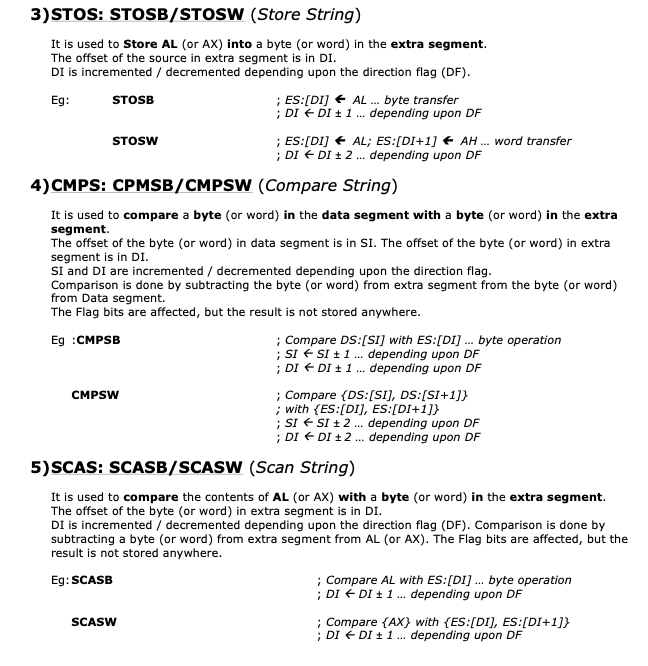 3)STOS: STOSB/STOSW (Store String)
It is used to Store AL (or AX) into a byte (or word) in the extra segment.
The offset of the source in extra segment is in DI.
DI is incremented / decremented depending upon the direction flag (DF).
Eg: STOSB ; ES:[DI] ← AL … byte transfer
; DI ← DI ± 1 … depending upon DF
STOSW ; ES:[DI] ← AL; ES:[DI+1] ← AH … word transfer
; DI ← DI ± 2 … depending upon DF
4)CMPS: CPMSB/CMPSW (Compare String)
It is used to compare a byte (or word) in the data segment with a byte (or word) in the extra
segment.
The offset of the byte (or word) in data segment is in SI. The offset of the byte (or word) in extra
segment is in DI.
SI and DI are incremented / decremented depending upon the direction flag.
Comparison is done by subtracting the byte (or word) from extra segment from the byte (or word)
from Data segment.
The Flag bits are affected, but the result is not stored anywhere.
Eg :CMPSB ; Compare DS:[SI] with ES:[DI] … byte operation
; SI ← SI ± 1 … depending upon DF
; DI ← DI ± 1 … depending upon DF
CMPSW ; Compare {DS:[SI], DS:[SI+1]}
; with {ES:[DI], ES:[DI+1]}
; SI ← SI ± 2 … depending upon DF
; DI ← DI ± 2 … depending upon DF
5)SCAS: SCASB/SCASW (Scan String)
It is used to compare the contents of AL (or AX) with a byte (or word) in the extra segment.
The offset of the byte (or word) in extra segment is in DI.
DI is incremented / decremented depending upon the direction flag (DF). Comparison is done by
subtracting a byte (or word) from extra segment from AL (or AX). The Flag bits are affected, but the
result is not stored anywhere.
Eg: SCASB ; Compare AL with ES:[DI] … byte operation
; DI ← DI ± 1 … depending upon DF
SCASW ; Compare {AX} with {ES:[DI], ES:[DI+1]}
; DI ← DI ± 1 … depending upon DF